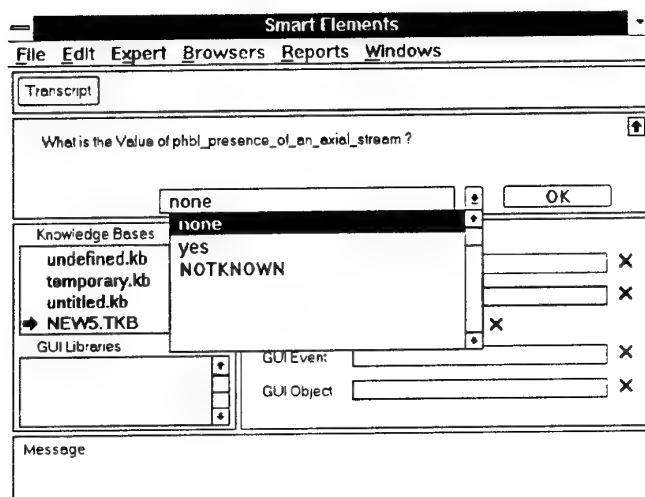 Smart Elements
File Edit Expert Browsers Reports Windows
Transcript
What is the Value of phbl_presence_of_an_axial_stream ?
none OK
none
yes
NOTKNOWN
Knowledge Bases
undefined.kb
temporary.kb
untitled.kb
NEW5.TKB
GUI Libraries
GUI Event
GUI Object
Message